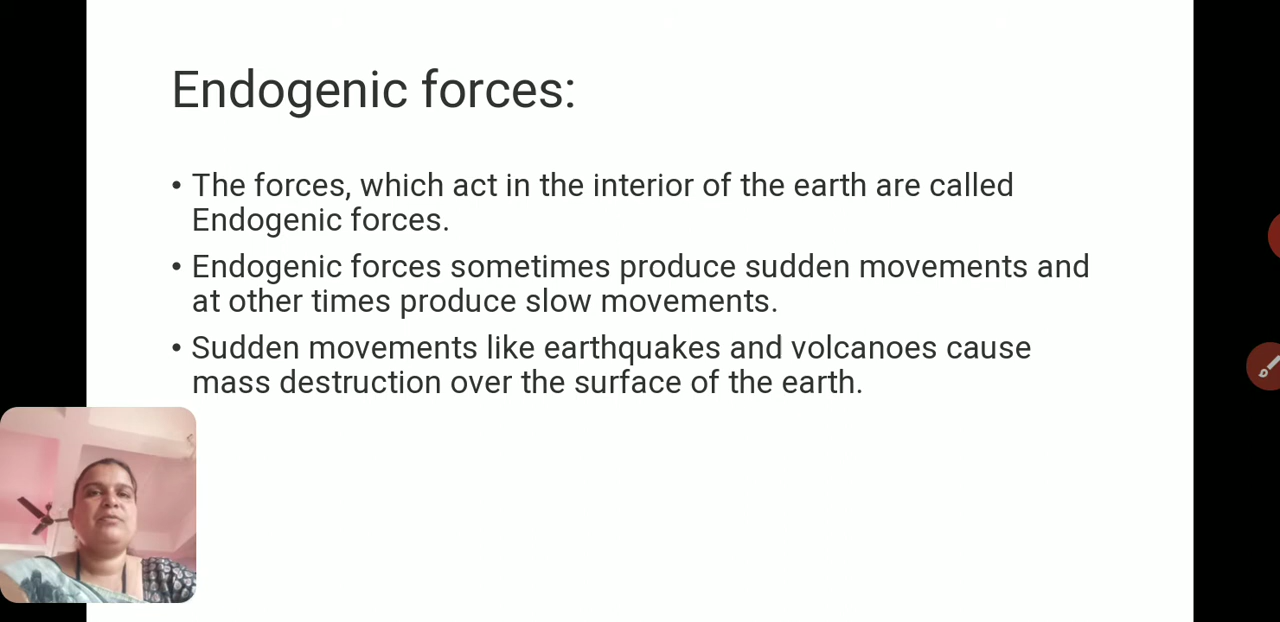 Endogenic forces:
• The forces, which act in the interior of the earth are called
Endogenic forces.
• Endogenic forces sometimes produce sudden movements and
at other times produce slow movements.
• Sudden movements like earthquakes and volcanoes cause
mass destruction over the surface of the earth.